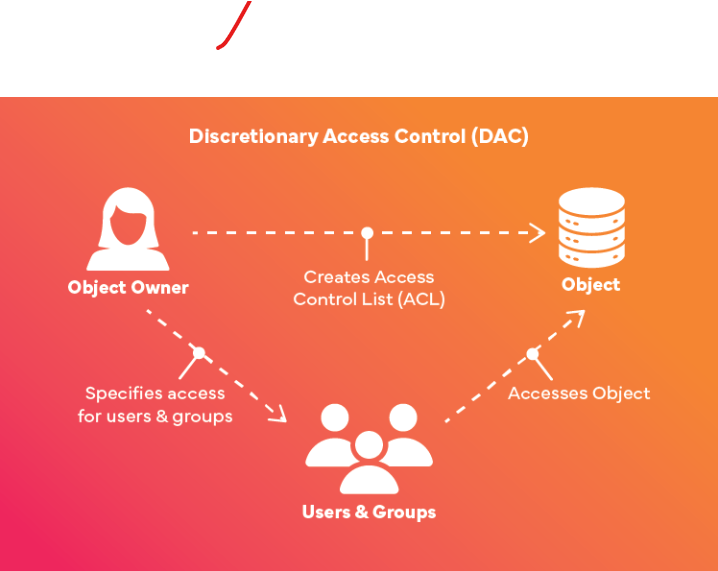 Discretionary Access Control (DAC)
Object Owner
Creates Access
Control List (ACL)
Object
Specifies access
for users & groups
Accesses Object
Users & Groups